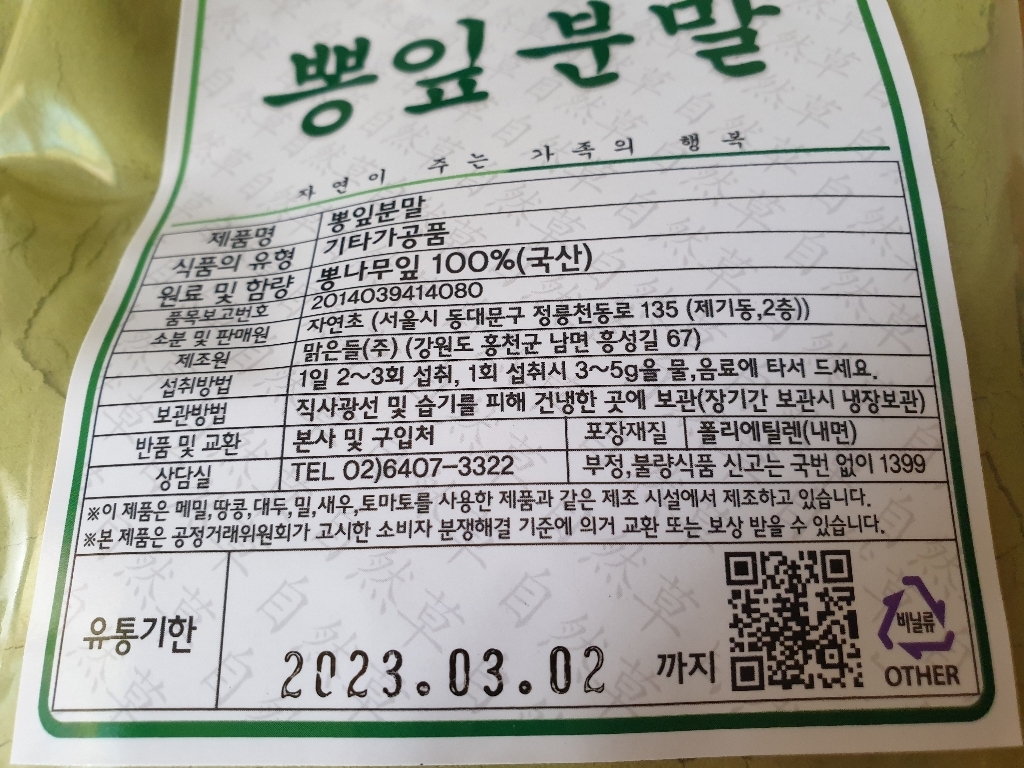 뽕잎분말
자연이 주는 가족의 행복
제품명 뽕잎분말
식품의 유형 기타가공품
원료 및 함량 뽕나무잎 100%(국산)
품목보고번호 2014039414080
소분 및 판매원 자연초 (서울시 동대문구 정릉천동로 135 (제기동,2층))
제조원 맑은들(주) (강원도 홍천군 남면 홍성길 67)
섭취방법 1일 2~3회 섭취, 1회 섭취시 3~5g을 물,음료에 타서 드세요.
보관방법 직사광선 및 습기를 피해 건냉한 곳에 보관(장기간 보관시 냉장보관)
반품 및 교환 본사 및 구입처 포장재질 폴리에틸렌(내면)
상담실 TEL 02)6407-3322 부정,불량식품 신고는 국번 없이 1399
※이 제품은 메밀,땅콩,대두,밀,새우,토마토를 사용한 제품과 같은 제조 시설에서 제조하고 있습니다.
※본 제품은 공정거래위원회가 고시한 소비자 분쟁해결 기준에 의거 교환 또는 보상 받을 수 있습니다.
유통기한 2023.03.02 까지
비닐류
OTHER
自然草